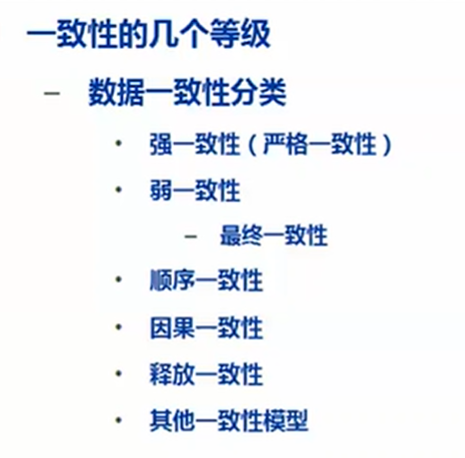 一致性的几个等级
– 数据一致性分类
• 强一致性（严格一致性）
• 弱一致性
– 最终一致性
• 顺序一致性
• 因果一致性
• 释放一致性
• 其他一致性模型